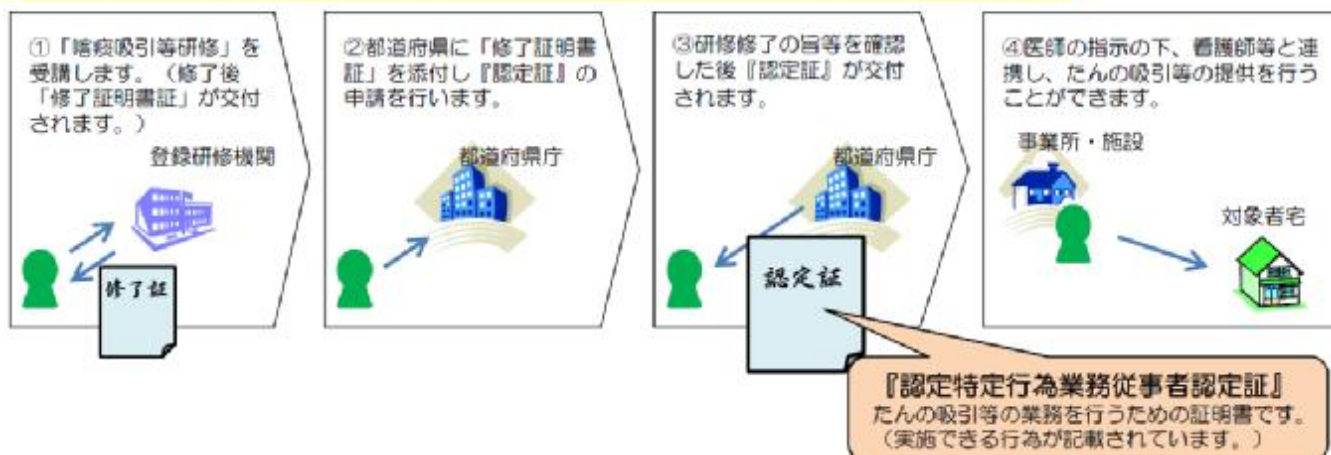 ①「喀痰吸引等研修」を
受講します。（修了後
「修了証明書証」が交付
されます。）
登録研修機関
修了証
②都道府県に「修了証明書
証」を添付し『認定証』の
申請を行います。
都道府県庁
③研修修了の旨等を確認
した後『認定証』が交付
されます。
都道府県庁
認定証
④医師の指示の下、看護師等と連
携し、たんの吸引等の提供を行う
ことができます。
事業所・施設
対象者宅
『認定特定行為業務従事者認定証』
たんの吸引等の業務を行うための証明書です。
（実施できる行為が記載されています。）